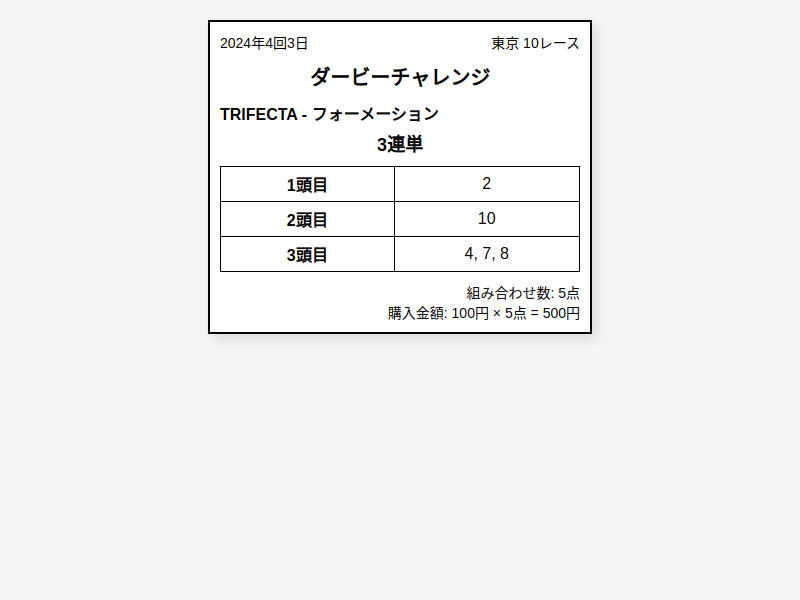 2024年4回3日 東京 10レース
ダービーチャレンジ
TRIFECTA - フォーメーション
3連単
1頭目 2
2頭目 10
3頭目 4, 7, 8
組み合わせ数: 5点
購入金額: 100円 × 5点 = 500円